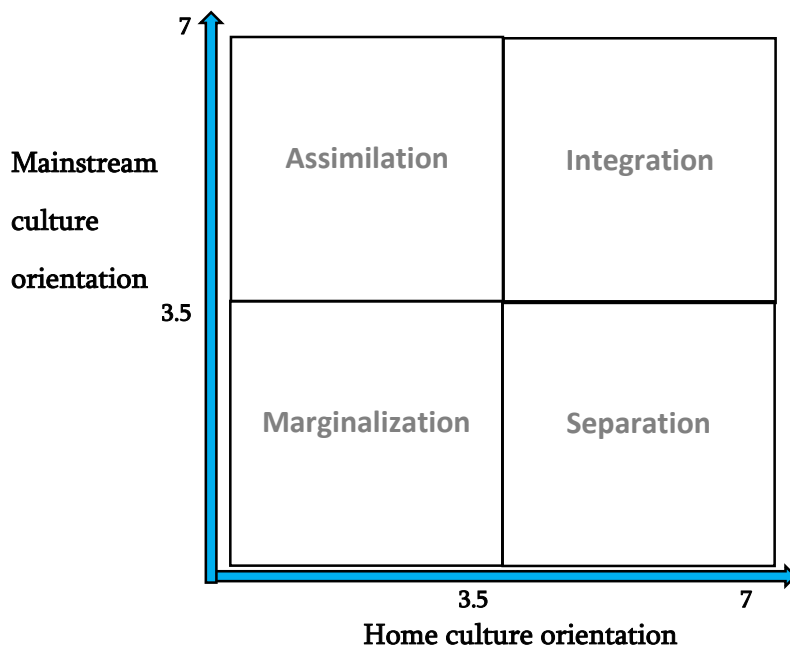 7
Assimilation
Integration
Mainstream
culture
orientation
3.5
Marginalization
Separation
3.5
7
Home culture orientation